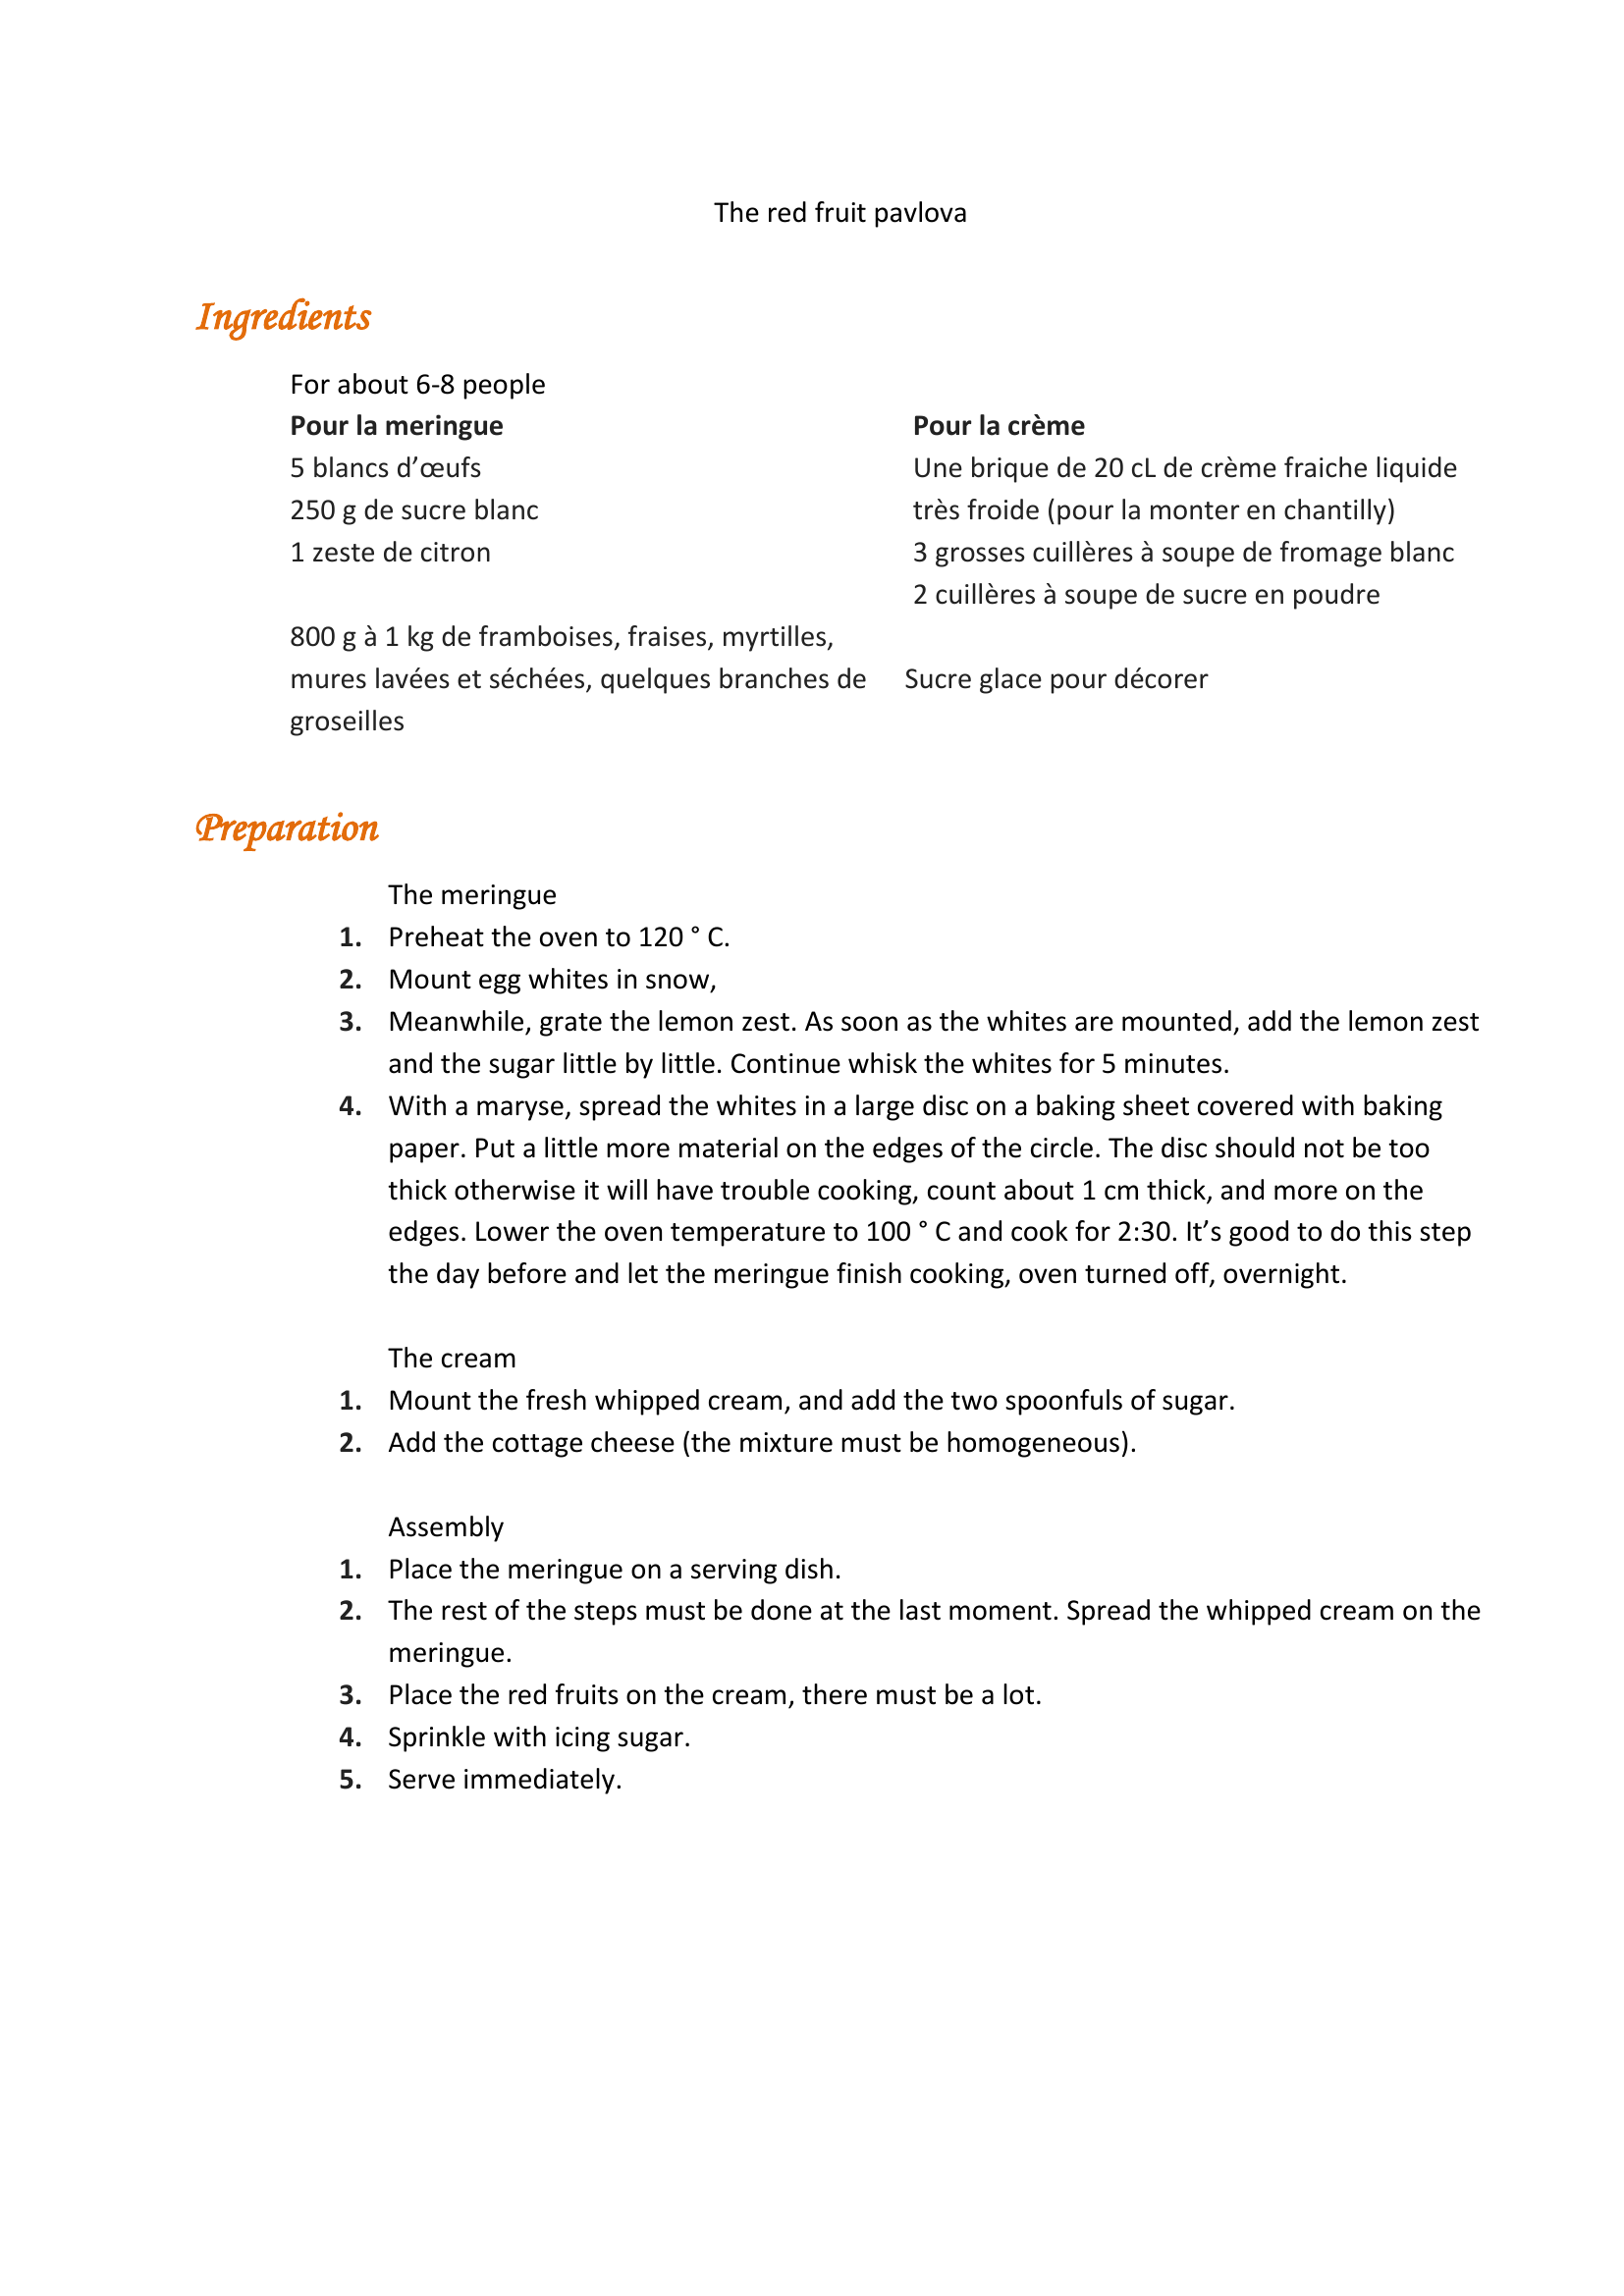 The red fruit pavlova
Ingredients
For about 6-8 people
Pour la meringue
5 blancs d’œufs
250 g de sucre blanc
1 zeste de citron
Pour la crème
Une brique de 20 cL de crème fraiche liquide
très froide (pour la monter en chantilly)
3 grosses cuillères à soupe de fromage blanc
2 cuillères à soupe de sucre en poudre
800 g à 1 kg de framboises, fraises, myrtilles,
mures lavées et séchées, quelques branches de
groseilles
Sucre glace pour décorer
Preparation
The meringue
1. Preheat the oven to 120 ° C.
2. Mount egg whites in snow,
3. Meanwhile, grate the lemon zest. As soon as the whites are mounted, add the lemon zest
and the sugar little by little. Continue whisk the whites for 5 minutes.
4. With a maryse, spread the whites in a large disc on a baking sheet covered with baking
paper. Put a little more material on the edges of the circle. The disc should not be too
thick otherwise it will have trouble cooking, count about 1 cm thick, and more on the
edges. Lower the oven temperature to 100 ° C and cook for 2:30. It’s good to do this step
the day before and let the meringue finish cooking, oven turned off, overnight.
The cream
1. Mount the fresh whipped cream, and add the two spoonfuls of sugar.
2. Add the cottage cheese (the mixture must be homogeneous).
Assembly
1. Place the meringue on a serving dish.
2. The rest of the steps must be done at the last moment. Spread the whipped cream on the
meringue.
3. Place the red fruits on the cream, there must be a lot.
4. Sprinkle with icing sugar.
5. Serve immediately.